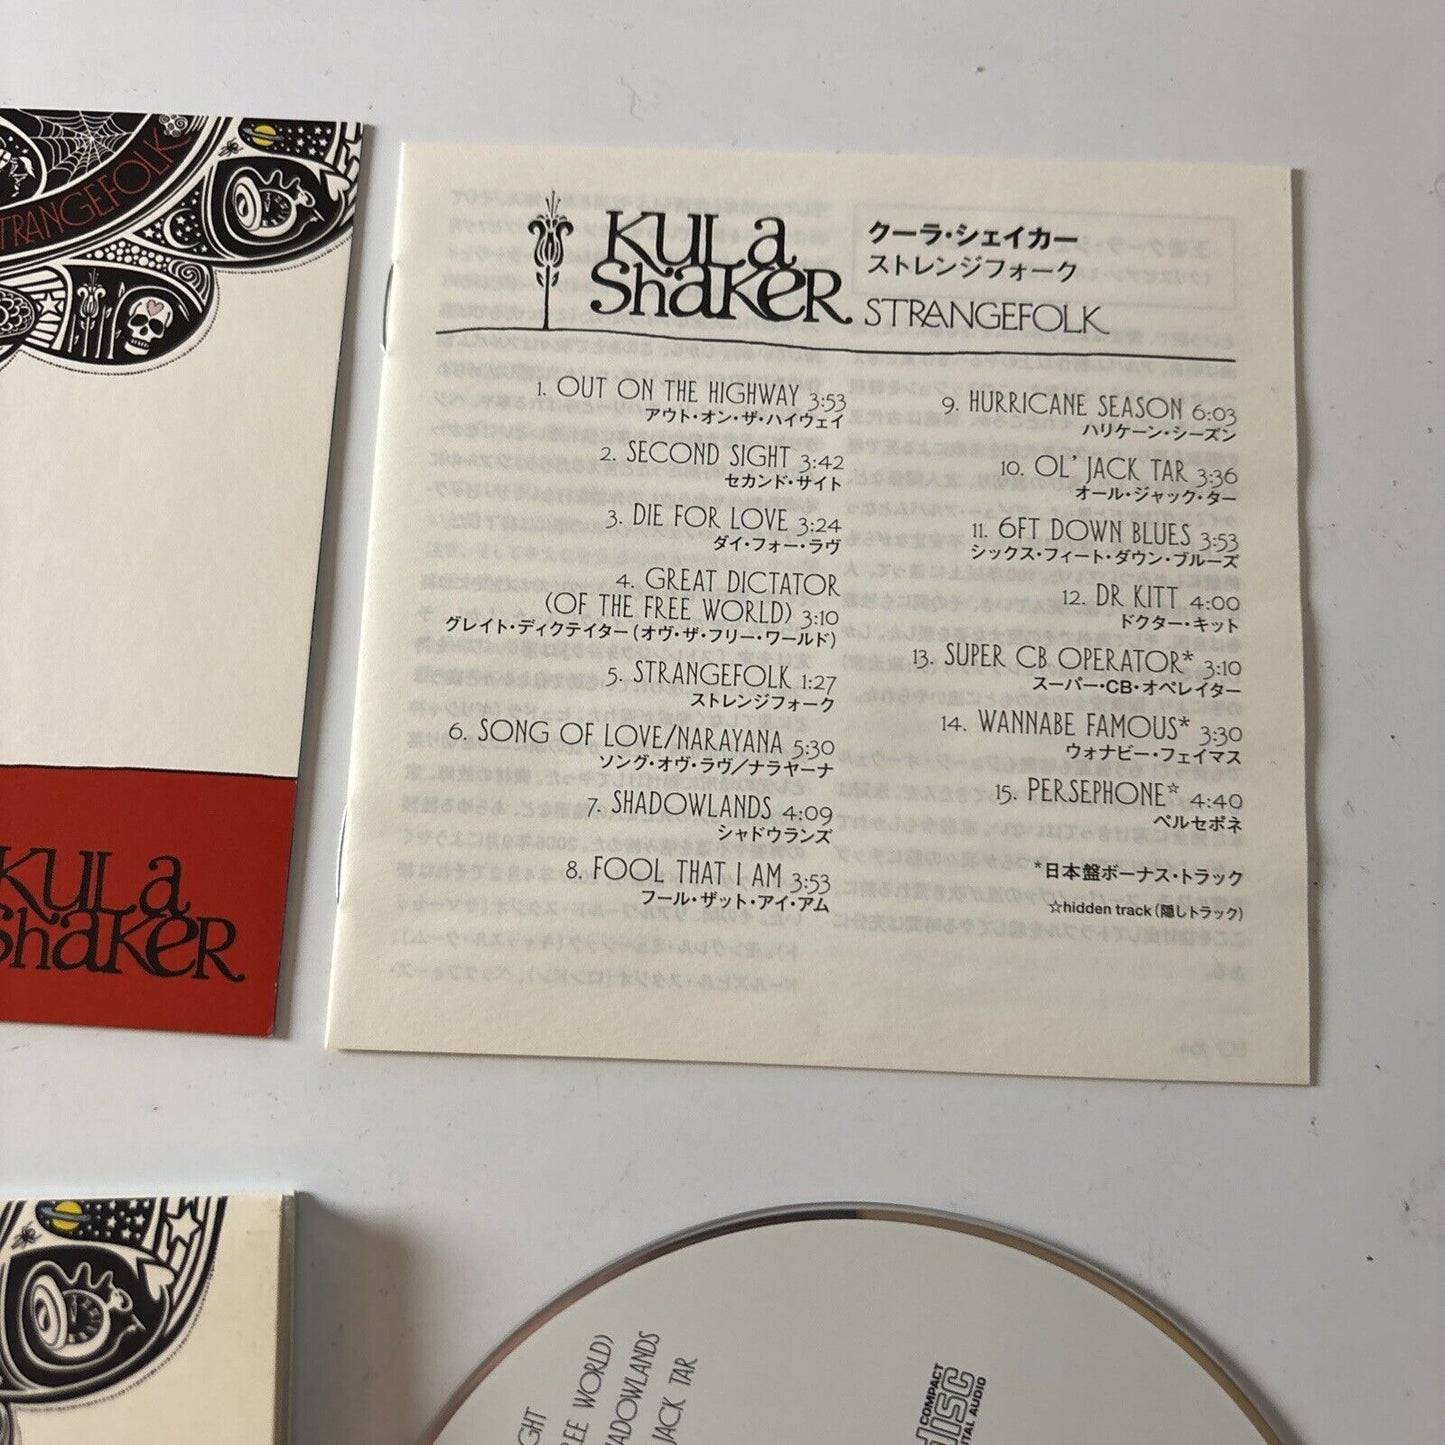 STRANGEFOLK
KULA
SHAKER
KULA
SHAKER
クーラ・シェイカー
ストレンジフォーク
STRANGEFOLK
1. OUT ON THE HIGHWAY 3:53
アウト・オン・ザ・ハイウェイ
2. SECOND SIGHT 3:42
セカンド・サイト
3. DIE FOR LOVE 3:24
ダイ・フォー・ラヴ
4. GREAT DICTATOR
(OF THE FREE WORLD) 3:10
グレイト・ディクテイター(オヴ・ザ・フリー・ワールド)
5. STRANGEFOLK 1:27
ストレンジフォーク
6. SONG OF LOVE/NARAYANA 5:30
ソング・オヴ・ラヴ/ナラヤーナ
7. SHADOWLANDS 4:09
シャドウランズ
8. FOOL THAT I AM 3:53
フール・ザット・アイ・アム
9. HURRICANE SEASON 6:03
ハリケーン・シーズン
10. OL' JACK TAR 3:36
オール・ジャック・ター
11. 6FT DOWN BLUES 3:53
シックス・フィート・ダウン・ブルーズ
12. DR KITT 4:00
ドクター・キット
13. SUPER CB OPERATOR* 3:10
スーパー・CB・オペレイター
14. WANNABE FAMOUS* 3:30
ウォナビー・フェイマス
15. PERSEPHONE☆ 4:40
ペルセポネ
*日本盤ボーナス・トラック
☆hidden track(隠しトラック)
GHT
REE WORLD)
HADOWLANDS
JACK TAR
COMPACT
disc
ITAL AUDIO